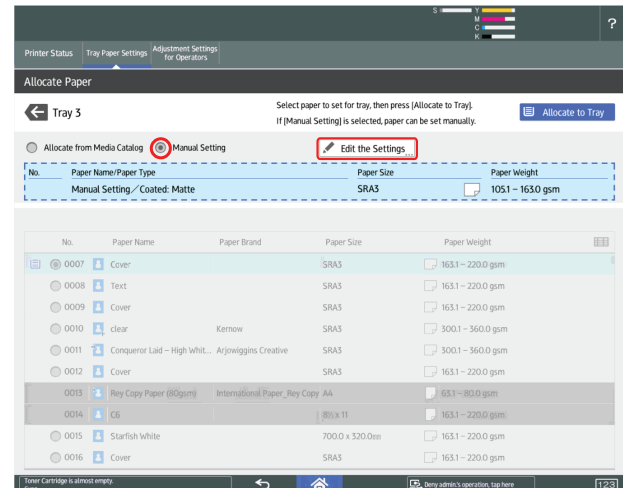 S Y
M
C
K
?
Printer Status Tray Paper Settings Adjustment Settings for Operators
Allocate Paper
Tray 3
Select paper to set for tray, then press [Allocate to Tray].
If [Manual Setting] is selected, paper can be set manually.
Allocate to Tray
Allocate from Media Catalog Manual Setting Edit the Settings
No. Paper Name/Paper Type Paper Size Paper Weight
Manual Setting/Coated: Matte SRA3 105.1 – 163.0 gsm
No. Paper Name Paper Brand Paper Size Paper Weight
0007 Cover SRA3 163.1 – 220.0 gsm
0008 Text SRA3 163.1 – 220.0 gsm
0009 Cover SRA3 163.1 – 220.0 gsm
0010 clear Kernow SRA3 300.1 – 360.0 gsm
0011 Conqueror Laid – High Whit... Arjowiggins Creative SRA3 300.1 – 360.0 gsm
0012 Cover SRA3 163.1 – 220.0 gsm
0013 Rey Copy Paper (80gsm) International Paper_Rey Copy A4 63.1 – 80.0 gsm
0014 C6 8½ x 11 163.1 – 220.0 gsm
0015 Starfish White 700.0 x 320.0mm 163.1 – 220.0 gsm
0016 Cover SRA3 163.1 – 220.0 gsm
Toner Cartridge is almost empty.
Deny admin's operation, tap here
123